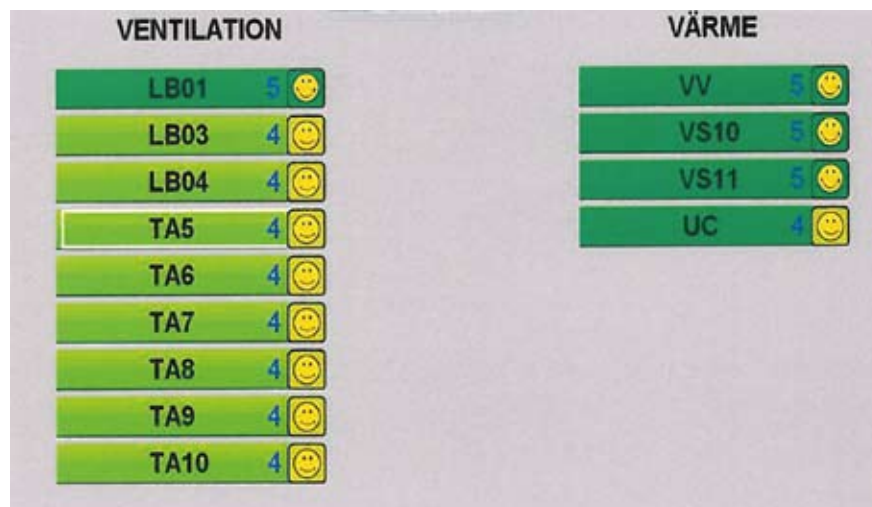 VENTILATION
LB01 5
LB03 4
LB04 4
TA5 4
TA6 4
TA7 4
TA8 4
TA9 4
TA10 4
VÄRME
VV 5
VS10 5
VS11 5
UC 4